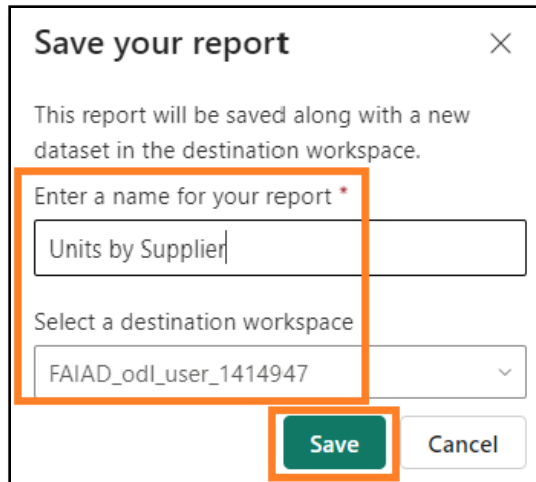 Save your report
This report will be saved along with a new
dataset in the destination workspace.
Enter a name for your report *
Units by Supplier
Select a destination workspace
FAIAD_odl_user_1414947
Save Cancel